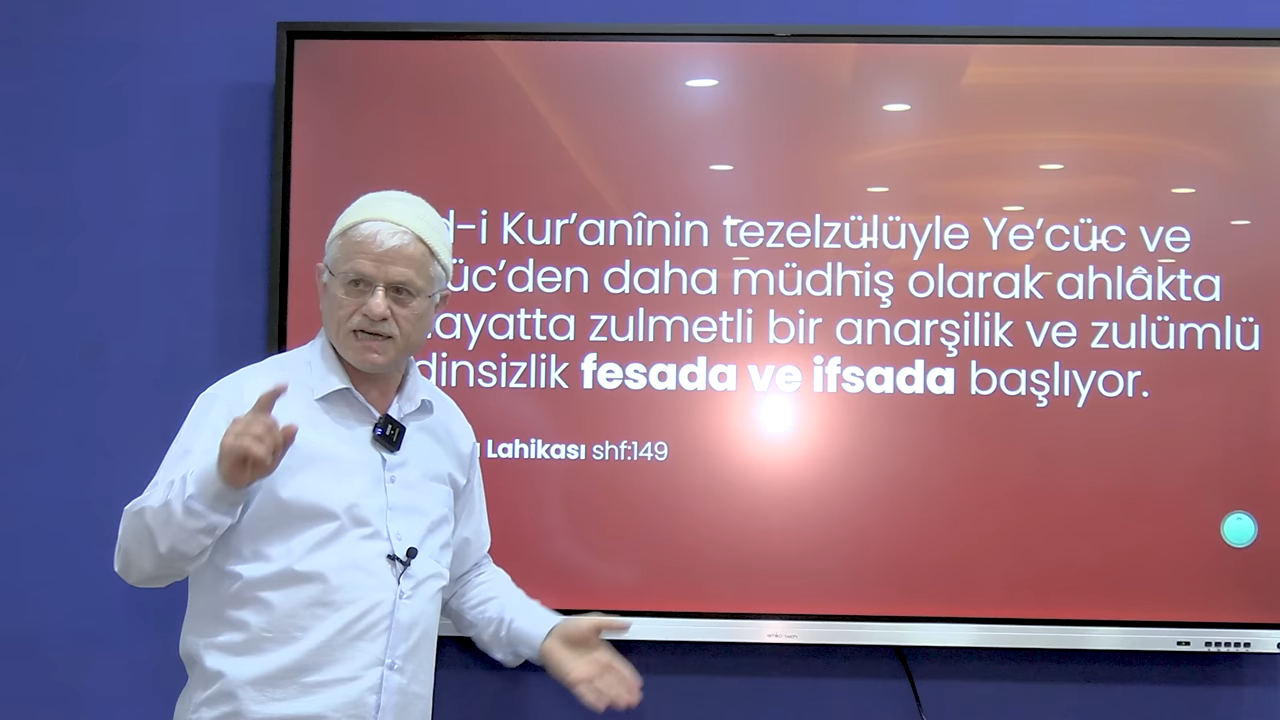 d-i Kur’anînin tezelzülüyle Ye’cüc ve
üc’den daha müdhiş olarak ahlâkta
ayatta zulmetli bir anarşilik ve zulümlü
dinsizlik fesada ve ifsada başlıyor.
Lahikası shf:149